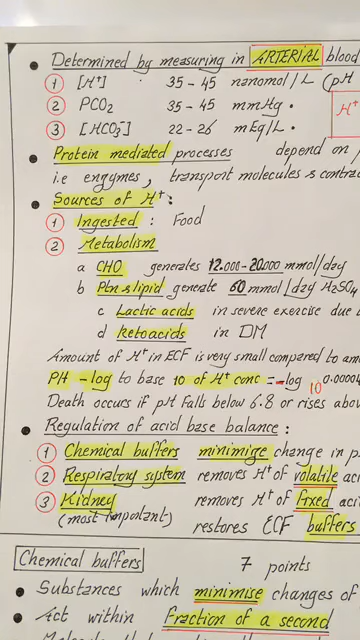 • Determined by measuring in ARTERIAL blood
① [H⁺] 35 – 45 nanomol/L (pH
② PCO2 35 – 45 mmHg •
H⁺
③ [HCO3⁻] 22 – 26 mEq/L •
• Protein mediated processes depend on
i.e enzymes, transport molecules & contra
• Sources of H⁺:
① Ingested : Food
② Metabolism
a CHO generates 12.000-20.000 mmol/day
b Ptn & lipid generate 60 mmol/day H2SO4
c Lactic acids in severe exercise due
d ketoacids in DM
Amount of H⁺ in ECF is very small compared to am
PH -log to base 10 of H⁺ conc = -log 10 0.00004
Death occurs if pH falls below 6.8 or rises abov
• Regulation of acid base balance :
① Chemical buffers minimise change in p
② Respiratory system removes H⁺ of volatile aci
③ Kidney removes H⁺ of fixed aci
(most important) restores ECF buffers
Chemical buffers 7 points
• Substances which minimise changes of
• Act within fraction of a second